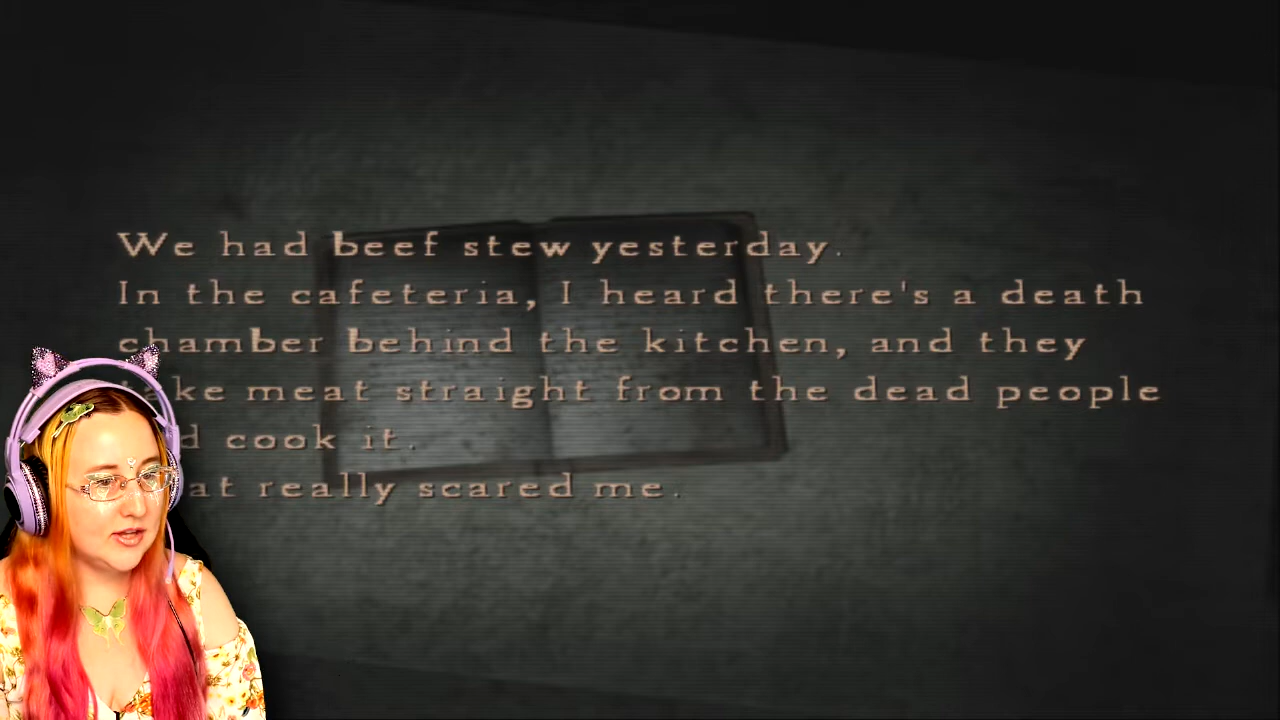 We had beef stew yesterday.
In the cafeteria, I heard there's a death
chamber behind the kitchen, and they
take meat straight from the dead people
cook it.
really scared me.